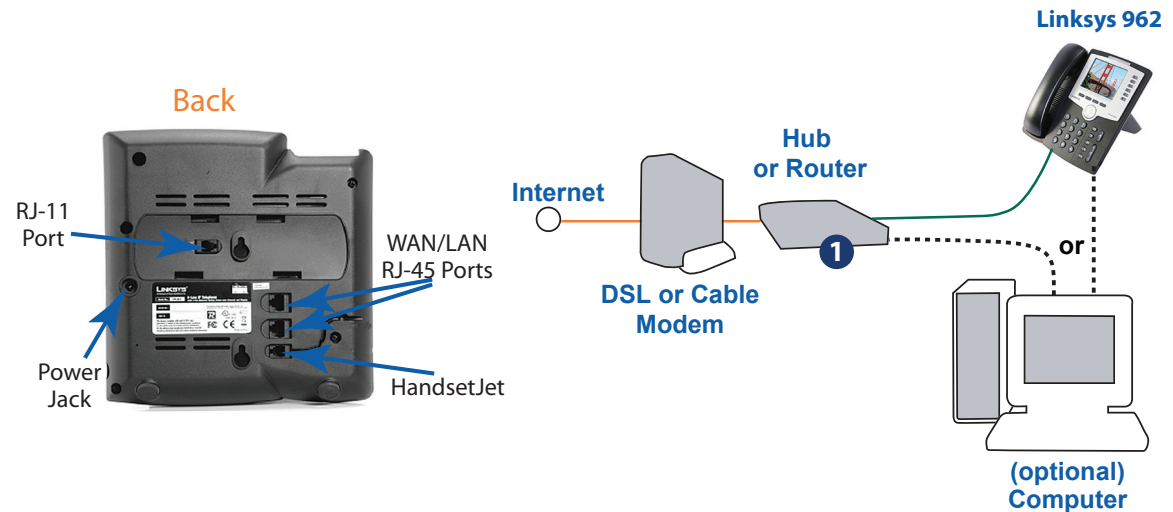 Linksys 962
Back
RJ-11
Port
WAN/LAN
RJ-45 Ports
Power
Jack
HandsetJet
LINKSYS
Internet
Hub
or Router
1
DSL or Cable
Modem
or
(optional)
Computer